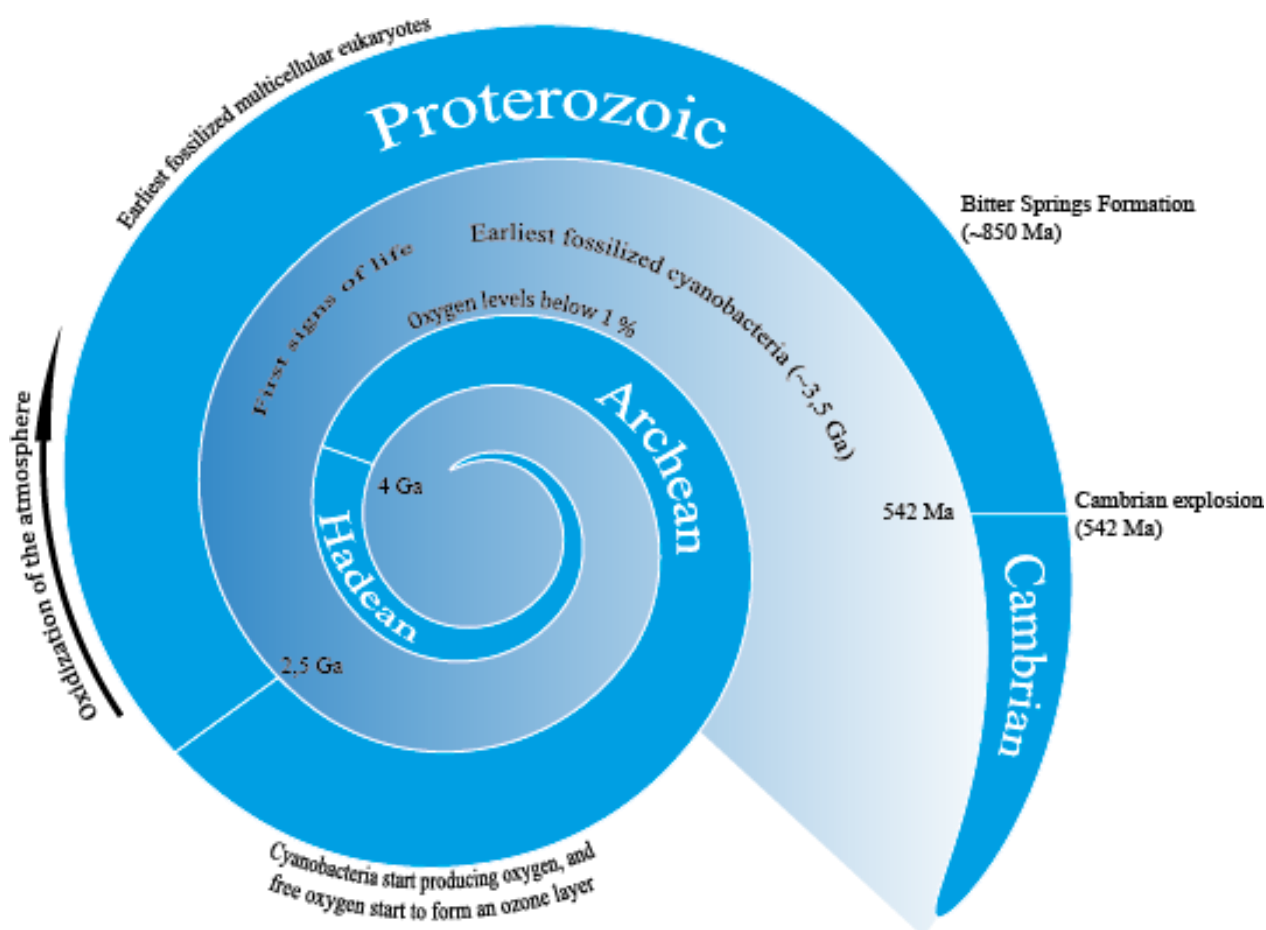 Earliest fossilized multicellular eukaryotes
Proterozoic
Bitter Springs Formation
(~850 Ma)
Earliest fossilized cyanobacteria (~3,5 Ga)
First signs of life
Oxygen levels below 1 %
Archean
Oxidization of the atmosphere
4 Ga
542 Ma
Cambrian explosion
(542 Ma)
Hadean
Cambrian
2,5 Ga
Cyanobacteria start producing oxygen, and
free oxygen start to form an ozone layer